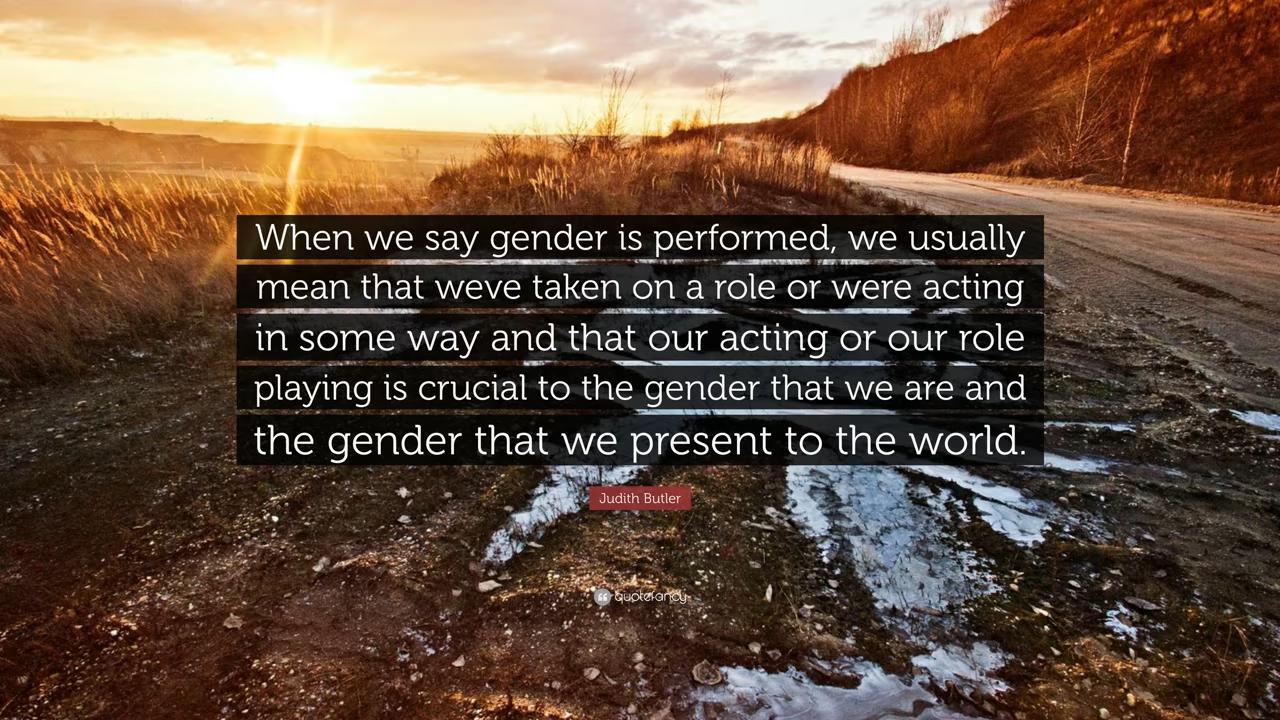 When we say gender is performed, we usually
mean that weve taken on a role or were acting
in some way and that our acting or our role
playing is crucial to the gender that we are and
the gender that we present to the world.
Judith Butler
quotefancy